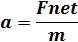 a = Fnet/m